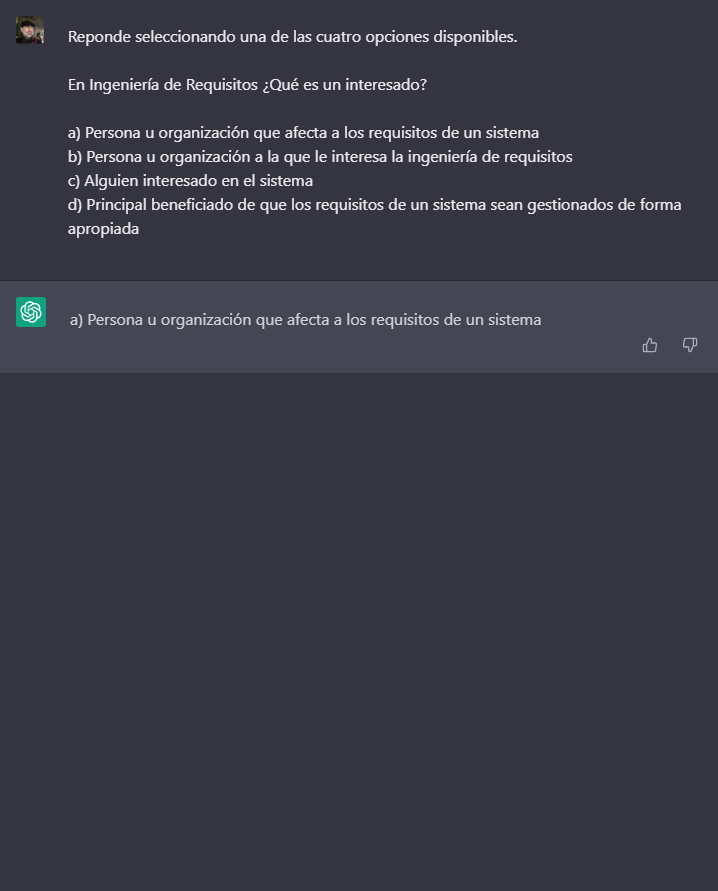 Reponde seleccionando una de las cuatro opciones disponibles.
En Ingeniería de Requisitos ¿Qué es un interesado?
a) Persona u organización que afecta a los requisitos de un sistema
b) Persona u organización a la que le interesa la ingeniería de requisitos
c) Alguien interesado en el sistema
d) Principal beneficiado de que los requisitos de un sistema sean gestionados de forma
apropiada
a) Persona u organización que afecta a los requisitos de un sistema